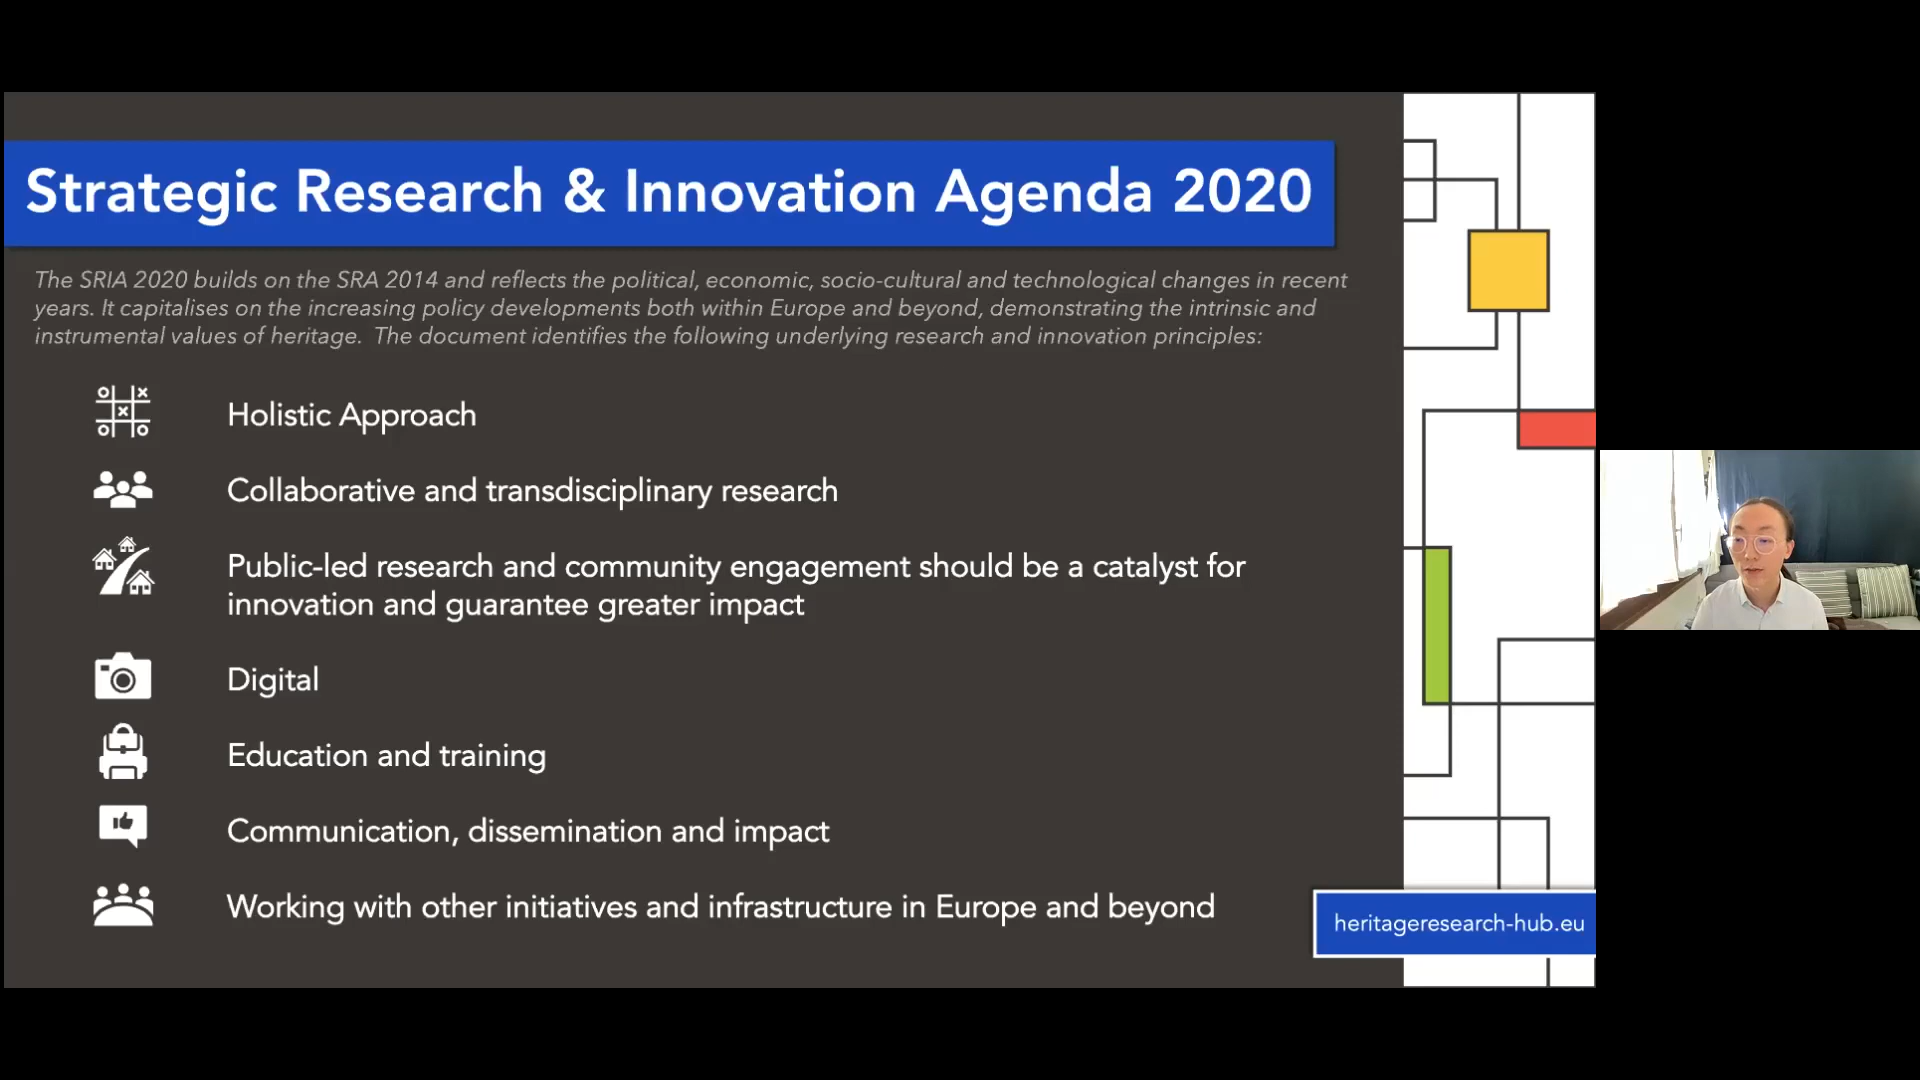 Strategic Research & Innovation Agenda 2020
The SRIA 2020 builds on the SRA 2014 and reflects the political, economic, socio-cultural and technological changes in recent
years. It capitalises on the increasing policy developments both within Europe and beyond, demonstrating the intrinsic and
instrumental values of heritage. The document identifies the following underlying research and innovation principles:
Holistic Approach
Collaborative and transdisciplinary research
Public-led research and community engagement should be a catalyst for
innovation and guarantee greater impact
Digital
Education and training
Communication, dissemination and impact
Working with other initiatives and infrastructure in Europe and beyond
heritageresearch-hub.eu